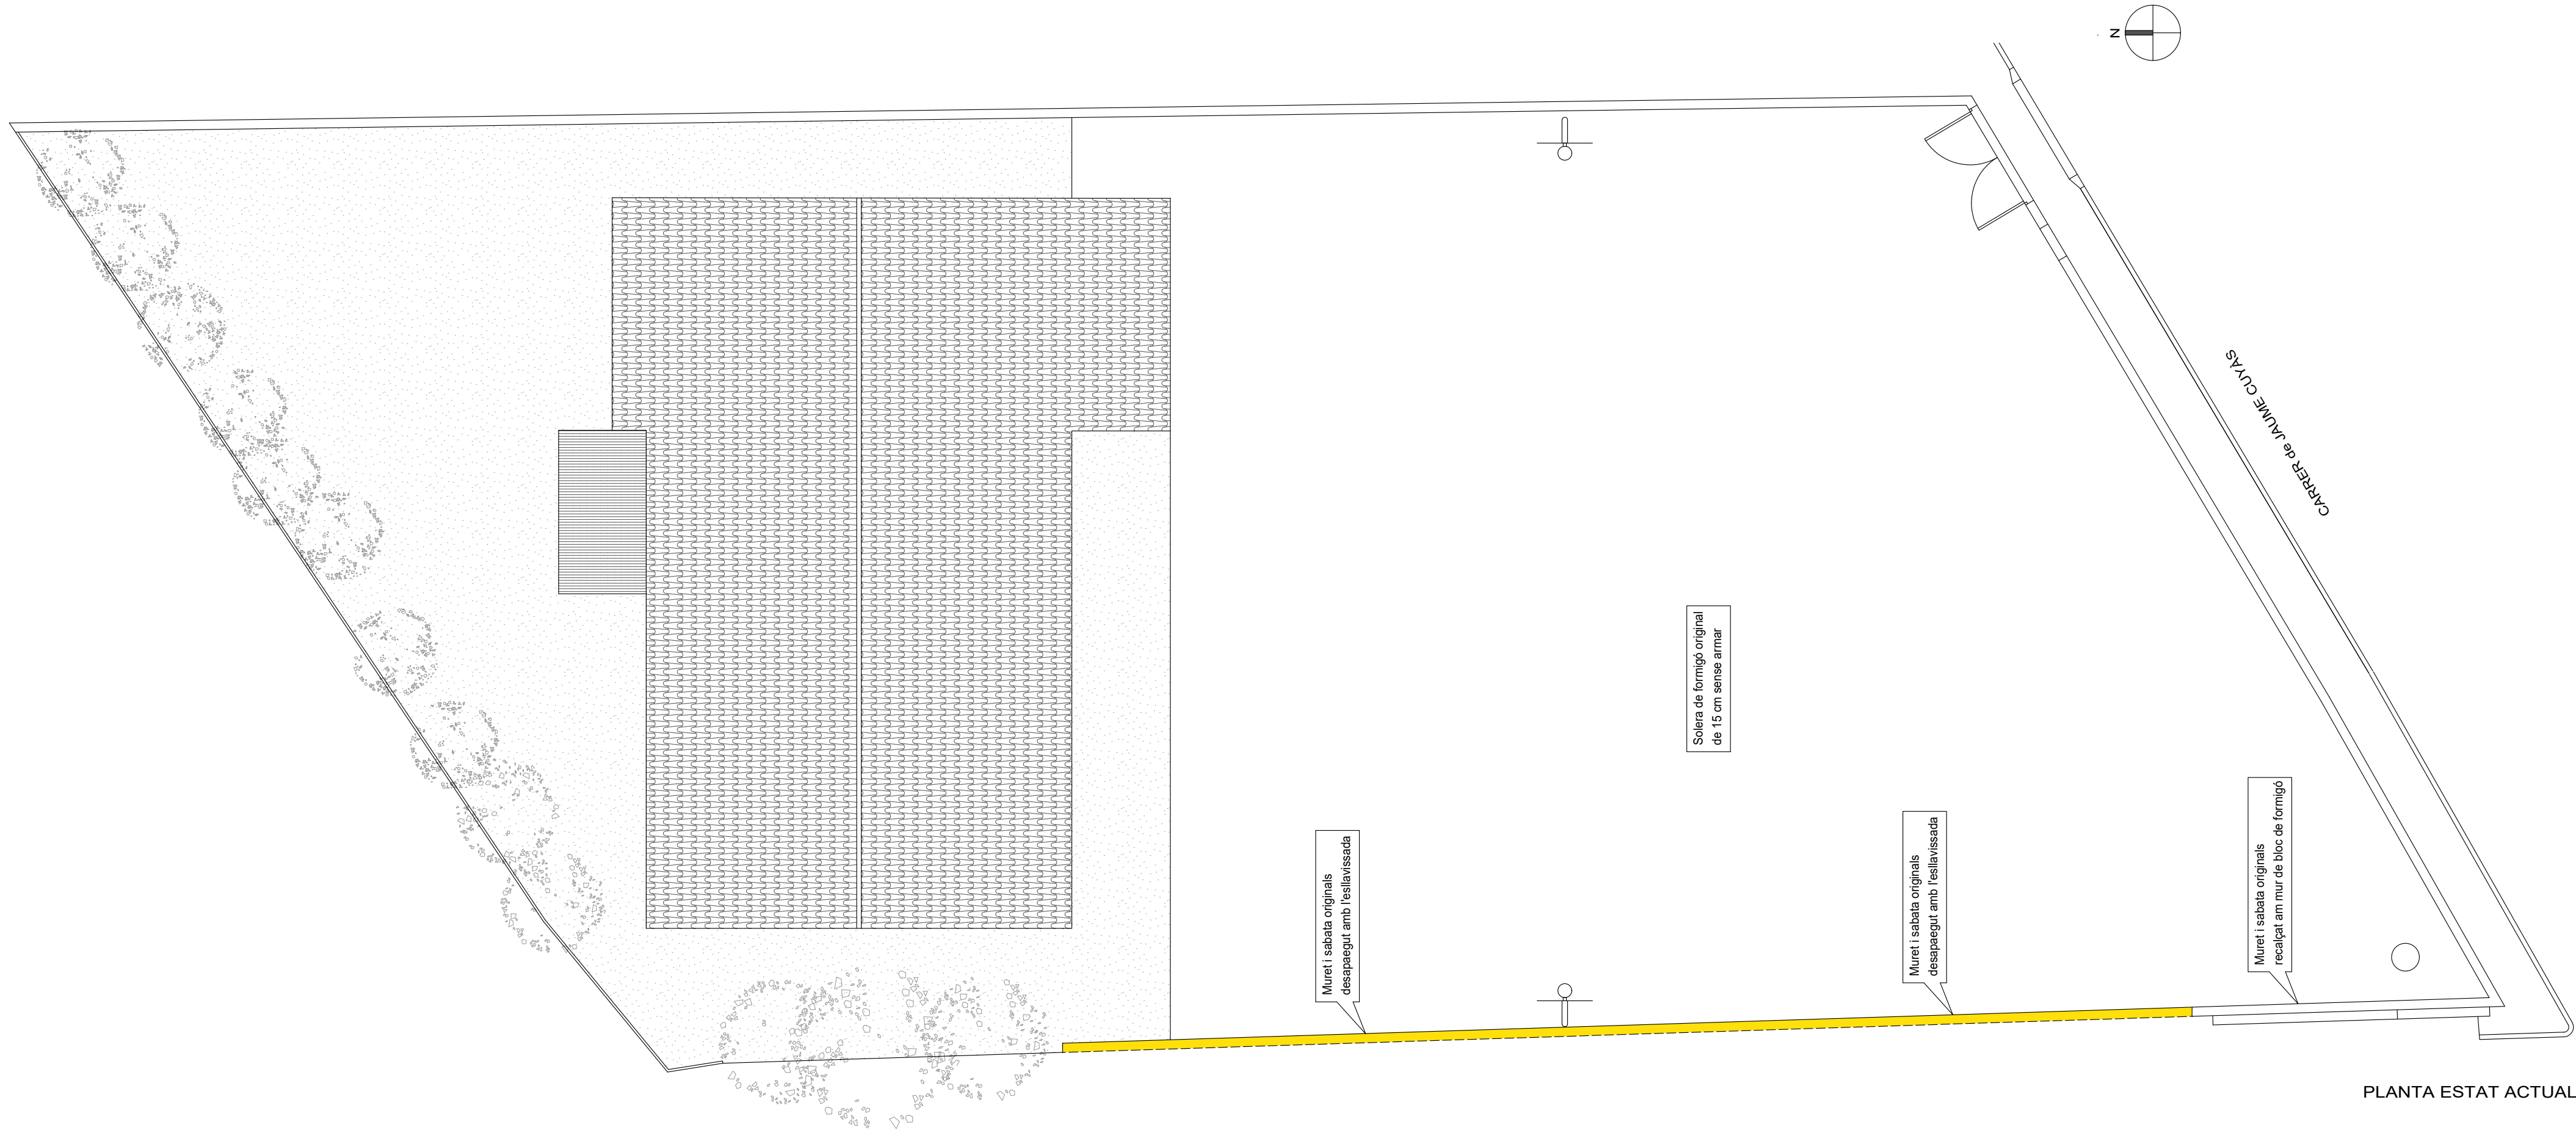 N
CARRER de JAUME CUYÀS
Solera de formigó original
de 15 cm sense armar
Muret i sabata originals
desapaegut amb l'esllavissada
Muret i sabata originals
desapaegut amb l'esllavissada
Muret i sabata originals
recalçat am mur de bloc de formigó
PLANTA ESTAT ACTUAL